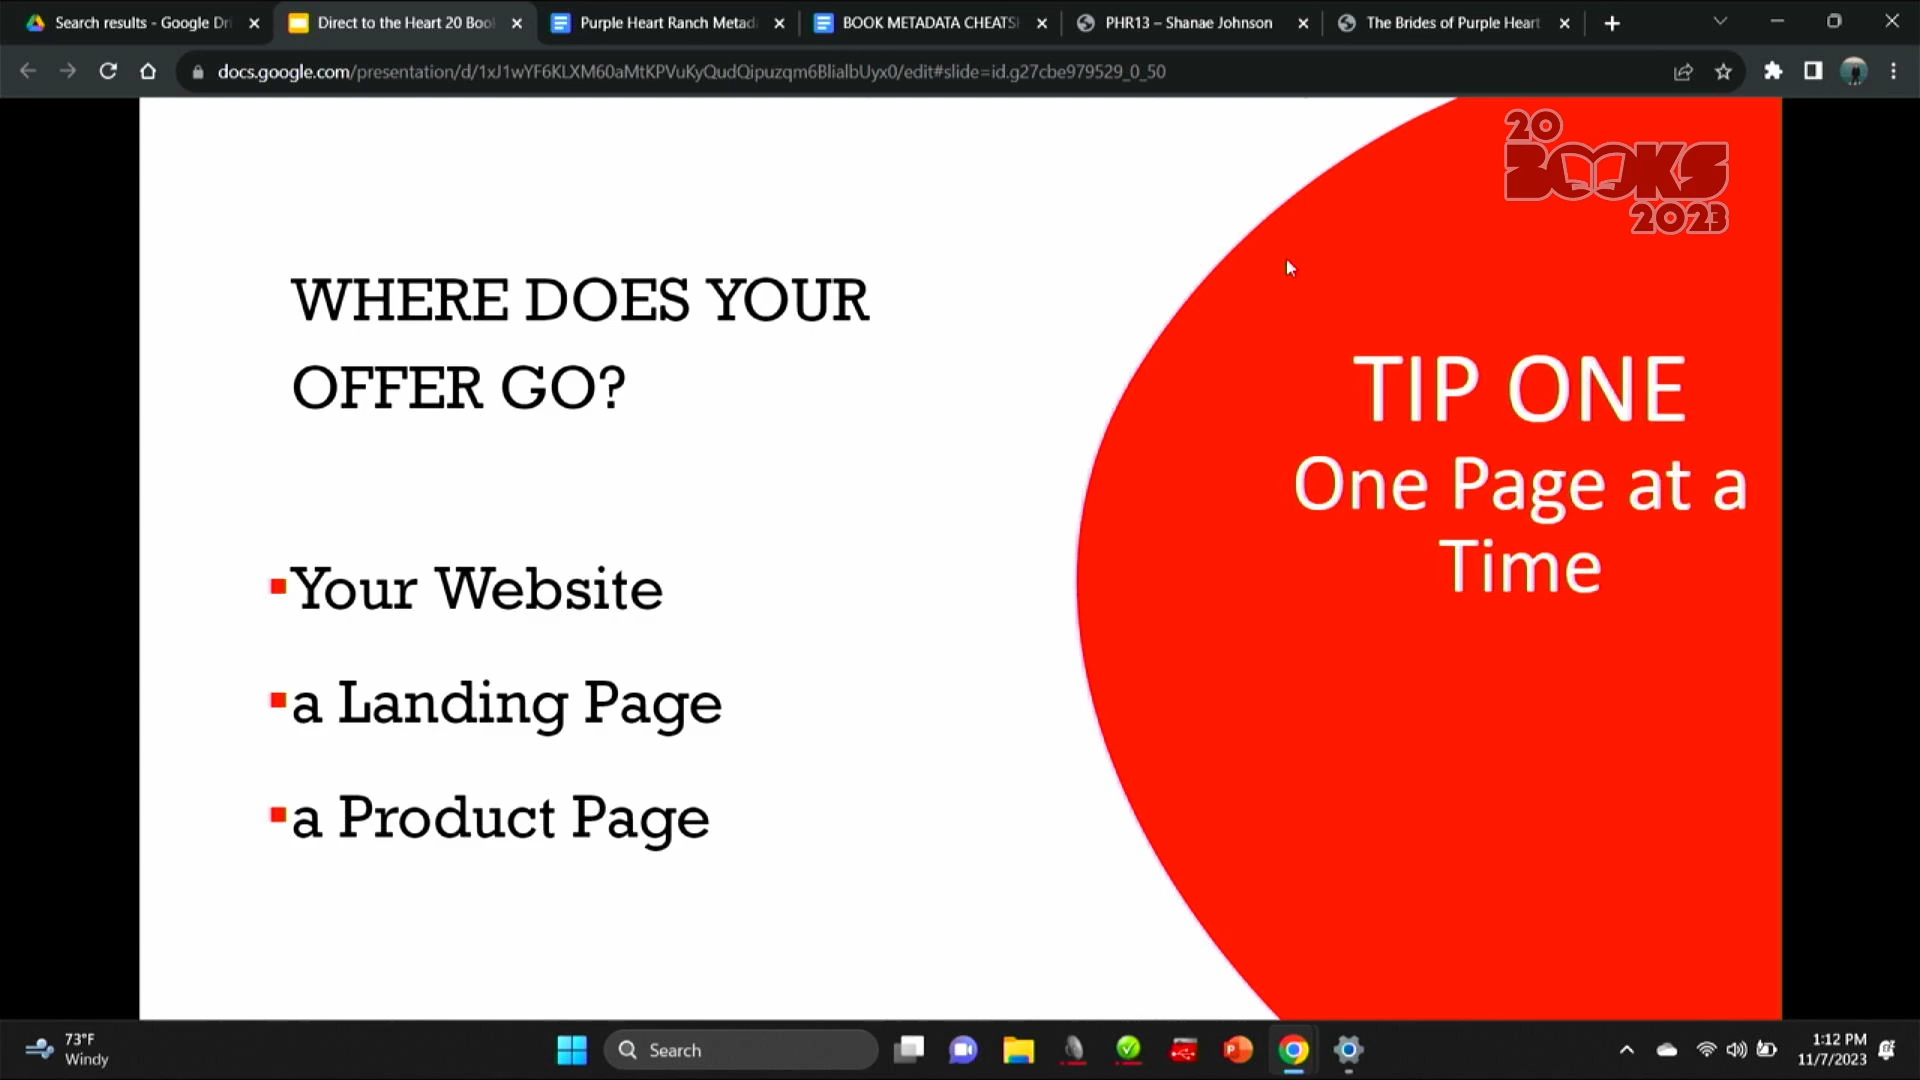 Search results - Google Dri
Direct to the Heart 20 Boo
Purple Heart Ranch Metad
BOOK METADATA CHEATS
PHR13 – Shanae Johnson
The Brides of Purple Heart
docs.google.com/presentation/d/1xJ1wYF6KLXM60aMtKPVuKyQudQipuzqm6BlialbUyx0/edit#slide=id.g27cbe979529_0_50
20
BOOKS
2023
WHERE DOES YOUR
OFFER GO?
▪Your Website
▪a Landing Page
▪a Product Page
TIP ONE
One Page at a
Time
73°F
Windy
Search
1:12 PM
11/7/2023